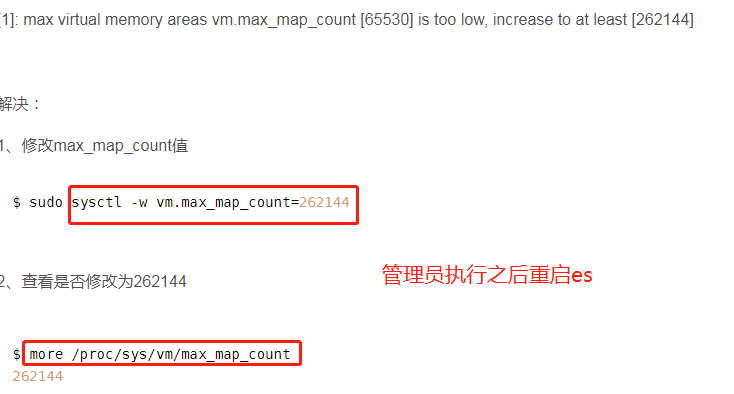 [1]: max virtual memory areas vm.max_map_count [65530] is too low, increase to at least [262144]
解决：
1、修改max_map_count值
$ sudo sysctl -w vm.max_map_count=262144
管理员执行之后重启es
2、查看是否修改为262144
$ more /proc/sys/vm/max_map_count
262144